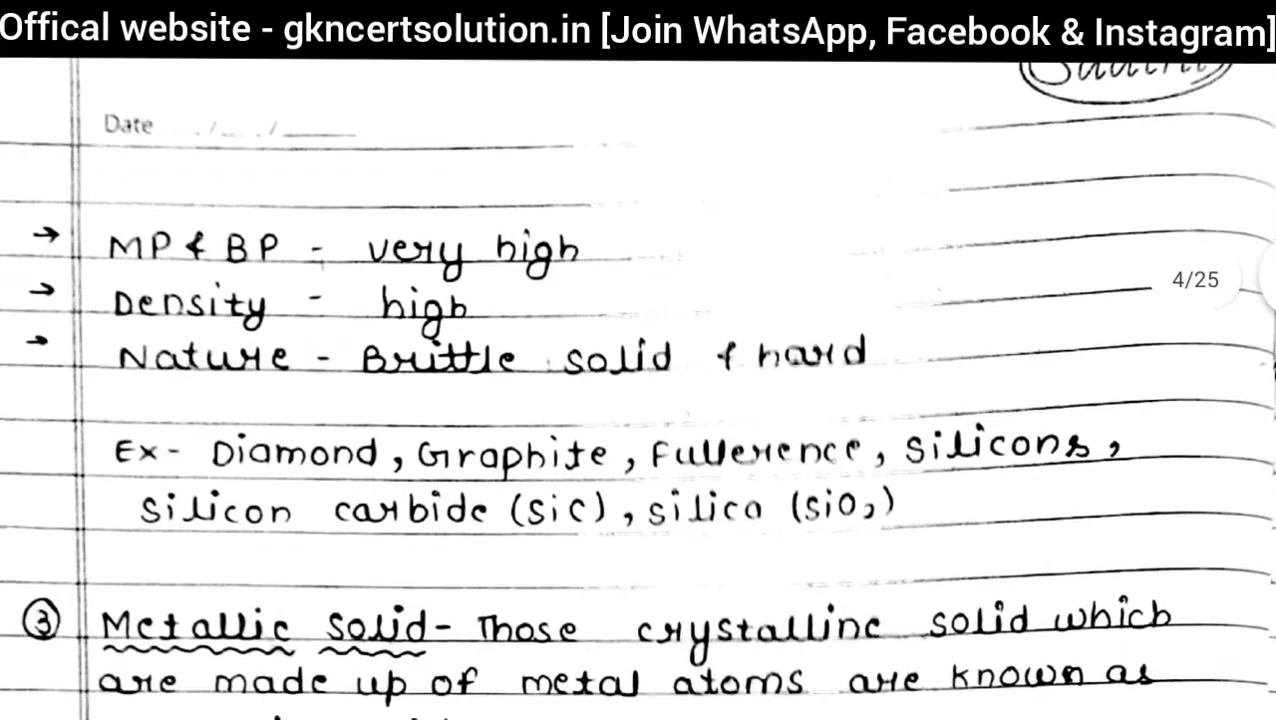 Offical website - gkncertsolution.in [Join WhatsApp, Facebook & Instagram]
Date
→ MP & BP - very high
4/25
→ Density - high
→ Nature - Brittle solid & hard
Ex - Diamond, Graphite, Fullerence, Silicons,
Silicon carbide (SiC), silica (SiO₂)
③ Metallic Solid - Those crystalline solid which
are made up of metal atoms are known as